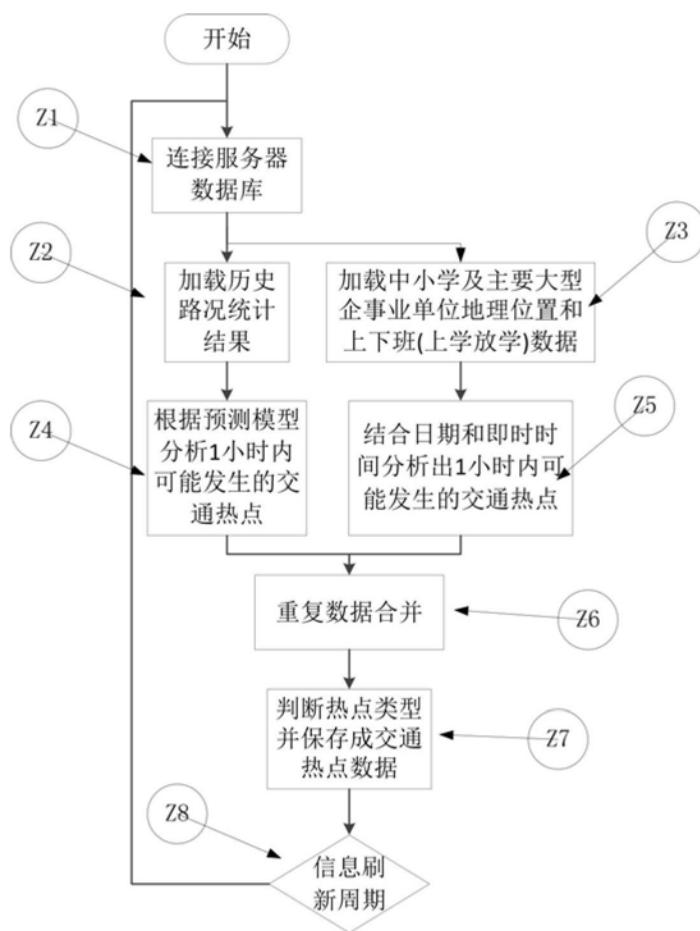 开始
Z1
连接服务器
数据库
Z2
加载历史
路况统计
结果
Z3
加载中小学及主要大型
企事业单位地理位置和
上下班(上学放学)数据
Z4
根据预测模型
分析1小时内
可能发生的交
通热点
Z5
结合日期和即时时
间分析出1小时内可
能发生的交通热点
重复数据合并
Z6
判断热点类型
并保存成交通
热点数据
Z7
Z8
信息刷
新周期